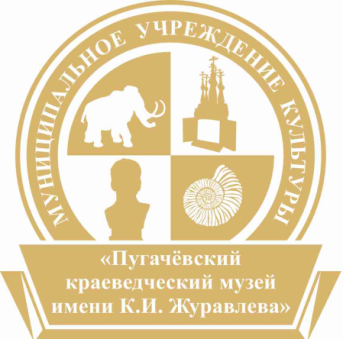 МУНИЦИПАЛЬНОЕ УЧРЕЖДЕНИЕ КУЛЬТУРЫ
«Пугачёвский
краеведческий музей
имени К.И. Журавлева»